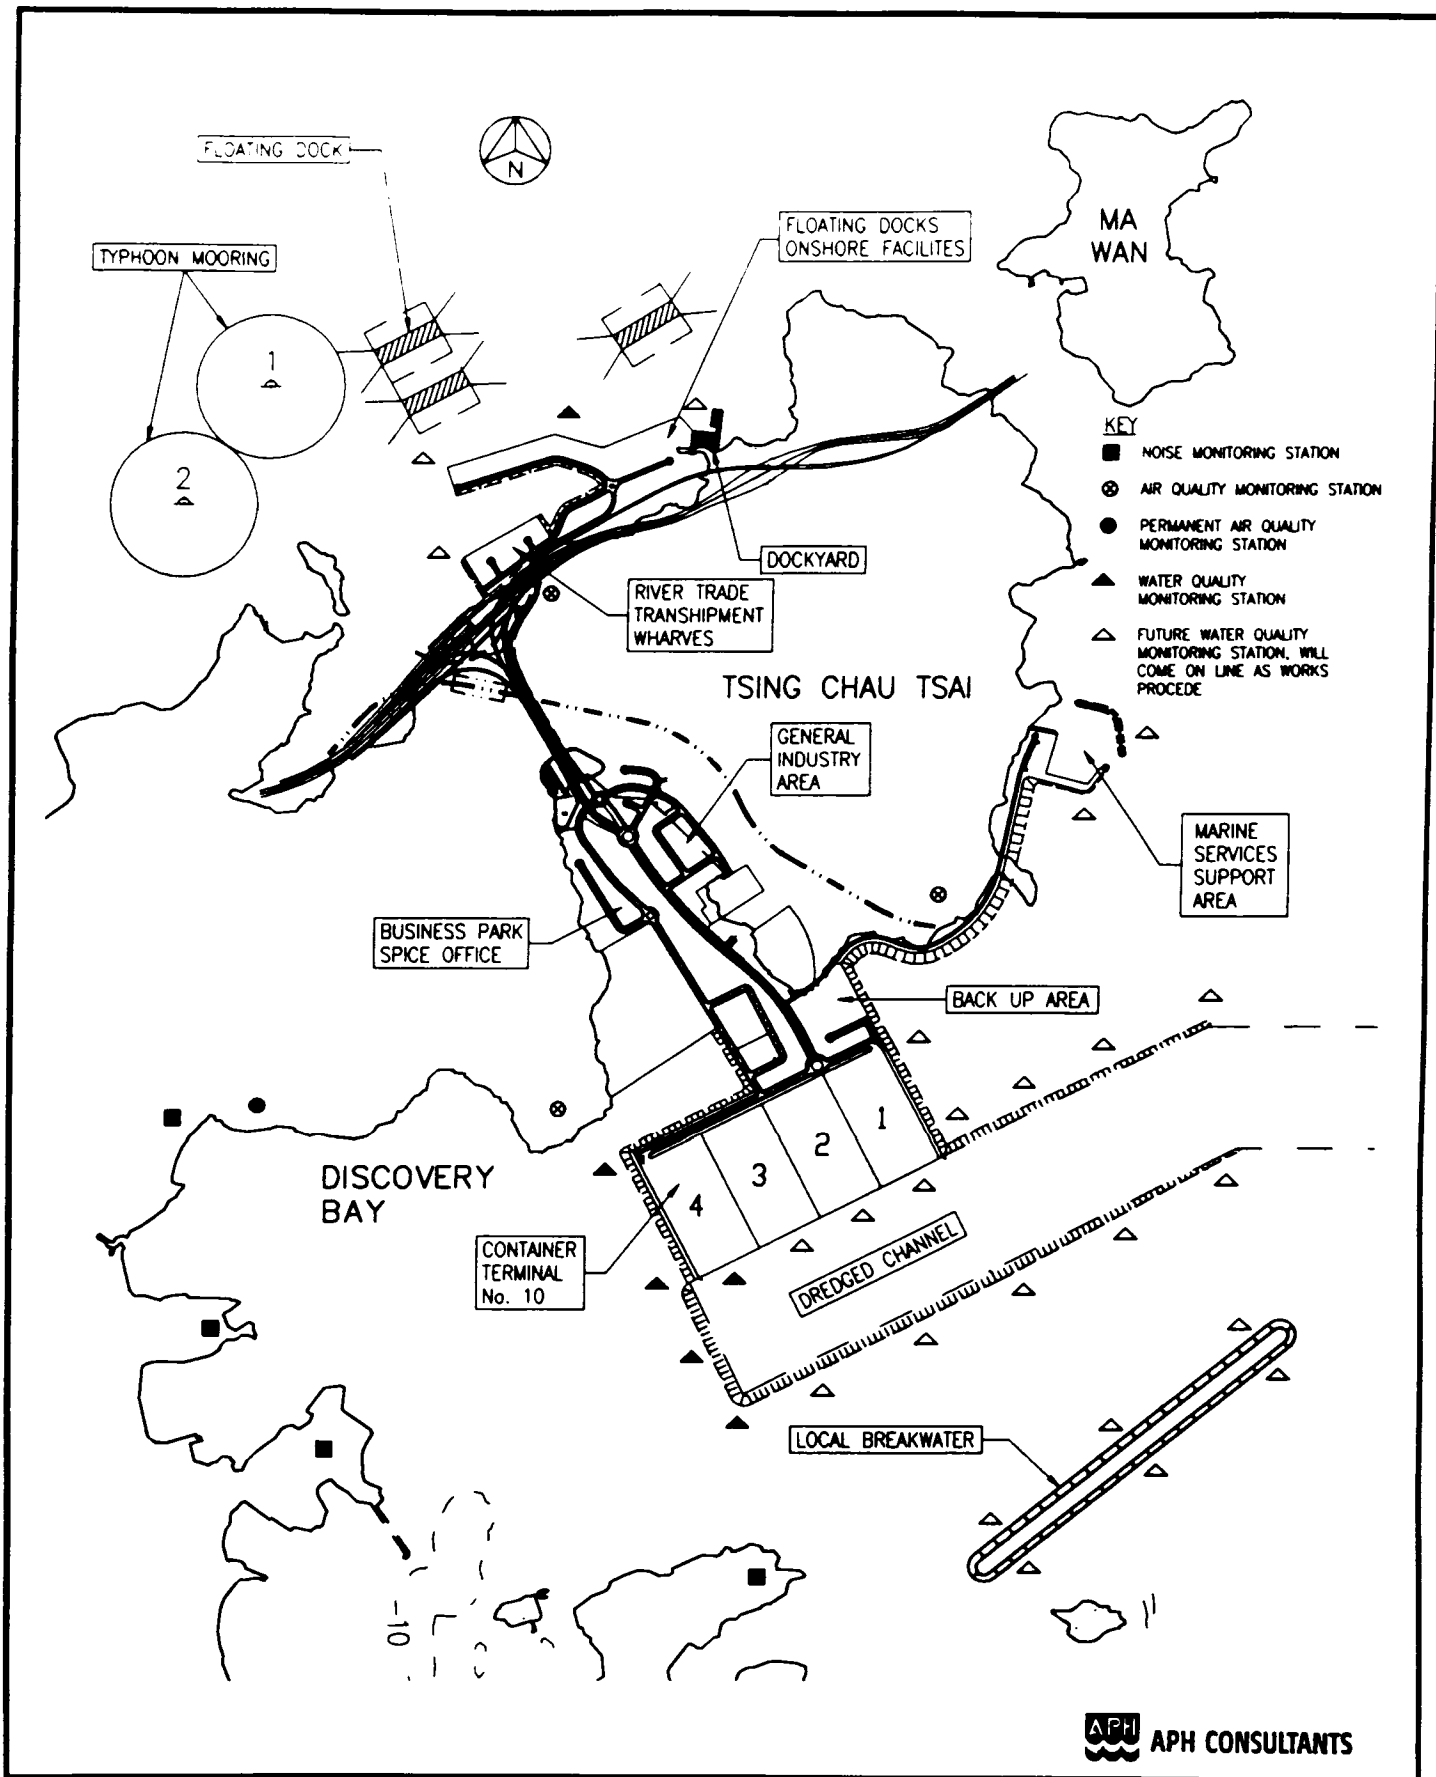 FLOATING DOCK
N
FLOATING DOCKS
ONSHORE FACILITES
MA
WAN
TYPHOON MOORING
1
2
KEY
NOISE MONITORING STATION
AIR QUALITY MONITORING STATION
PERMANENT AIR QUALITY
MONITORING STATION
WATER QUALITY
MONITORING STATION
FUTURE WATER QUALITY
MONITORING STATION, WILL
COME ON LINE AS WORKS
PROCEDE
DOCKYARD
RIVER TRADE
TRANSHIPMENT
WHARVES
TSING CHAU TSAI
GENERAL
INDUSTRY
AREA
MARINE
SERVICES
SUPPORT
AREA
BUSINESS PARK
SPICE OFFICE
BACK UP AREA
1
2
3
4
DISCOVERY
BAY
CONTAINER
TERMINAL
No. 10
DREDGED CHANNEL
LOCAL BREAKWATER
-10
APH
APH CONSULTANTS